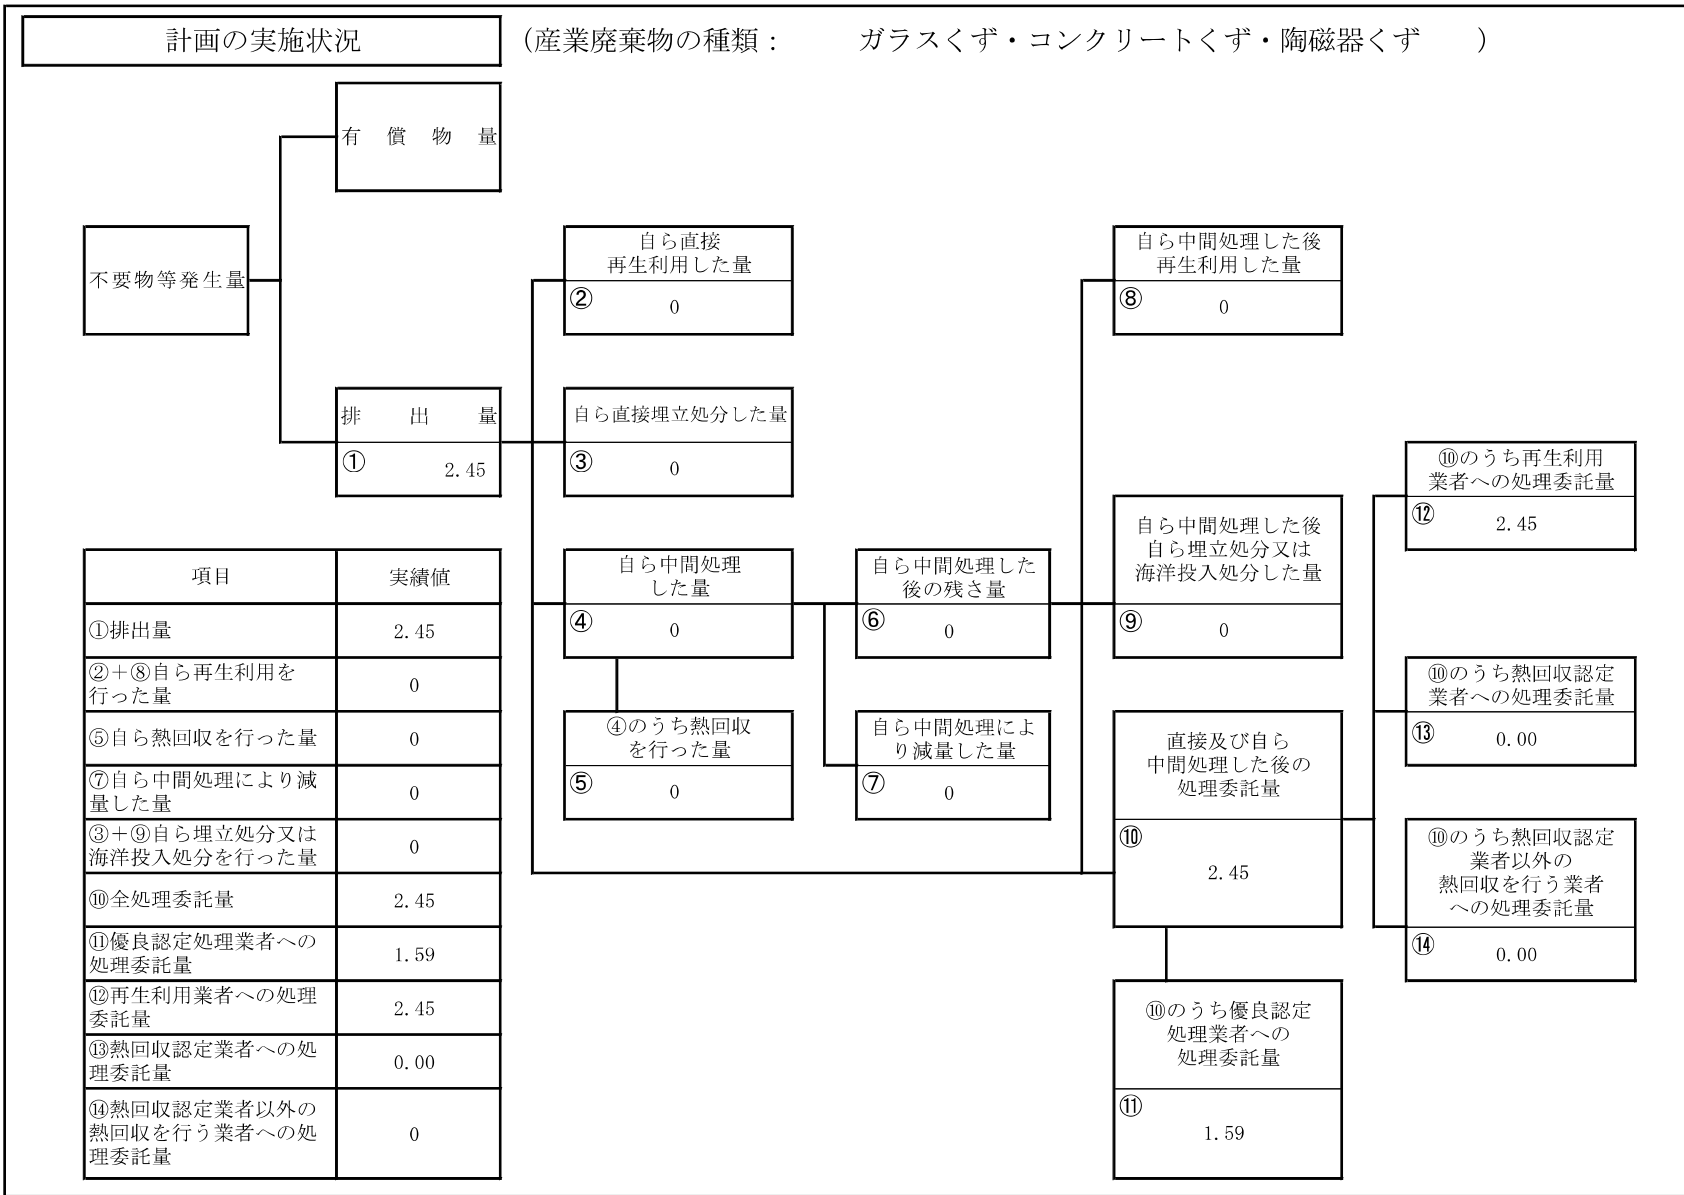 計画の実施状況
（産業廃棄物の種類： ガラスくず・コンクリートくず・陶磁器くず ）
有償物量
不要物等発生量
自ら直接
再生利用した量
② 0
自ら中間処理した後
再生利用した量
⑧ 0
排出量
① 2.45
自ら直接埋立処分した量
③ 0
⑩のうち再生利用
業者への処理委託量
⑫ 2.45
自ら中間処理
した量
④ 0
自ら中間処理した
後の残さ量
⑥ 0
自ら中間処理した後
自ら埋立処分又は
海洋投入処分した量
⑨ 0
⑩のうち熱回収認定
業者への処理委託量
⑬ 0.00
④のうち熱回収
を行った量
⑤ 0
自ら中間処理によ
り減量した量
⑦ 0
直接及び自ら
中間処理した後の
処理委託量
⑩
2.45
⑩のうち熱回収認定
業者以外の
熱回収を行う業者
への処理委託量
⑭ 0.00
⑩のうち優良認定
処理業者への
処理委託量
⑪
1.59
項目 実績値
①排出量 2.45
②＋⑧自ら再生利用を
行った量 0
⑤自ら熱回収を行った量 0
⑦自ら中間処理により減
量した量 0
③＋⑨自ら埋立処分又は
海洋投入処分を行った量 0
⑩全処理委託量 2.45
⑪優良認定処理業者への
処理委託量 1.59
⑫再生利用業者への処理
委託量 2.45
⑬熱回収認定業者への処
理委託量 0.00
⑭熱回収認定業者以外の
熱回収を行う業者への処
理委託量 0